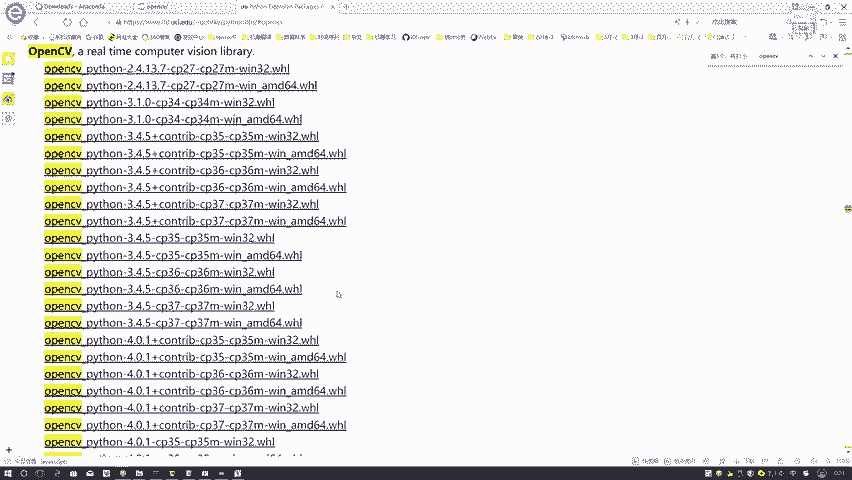 Downloads - Anaconda
opencv
OpenCV, a real time computer vision library.
opencv_python-2.4.13.7-cp27-cp27m-win32.whl
opencv_python-2.4.13.7-cp27-cp27m-win_amd64.whl
opencv_python-3.1.0-cp34-cp34m-win32.whl
opencv_python-3.1.0-cp34-cp34m-win_amd64.whl
opencv_python-3.4.5+contrib-cp35-cp35m-win32.whl
opencv_python-3.4.5+contrib-cp35-cp35m-win_amd64.whl
opencv_python-3.4.5+contrib-cp36-cp36m-win32.whl
opencv_python-3.4.5+contrib-cp36-cp36m-win_amd64.whl
opencv_python-3.4.5+contrib-cp37-cp37m-win32.whl
opencv_python-3.4.5+contrib-cp37-cp37m-win_amd64.whl
opencv_python-3.4.5-cp35-cp35m-win32.whl
opencv_python-3.4.5-cp35-cp35m-win_amd64.whl
opencv_python-3.4.5-cp36-cp36m-win32.whl
opencv_python-3.4.5-cp36-cp36m-win_amd64.whl
opencv_python-3.4.5-cp37-cp37m-win32.whl
opencv_python-3.4.5-cp37-cp37m-win_amd64.whl
opencv_python-4.0.1+contrib-cp35-cp35m-win32.whl
opencv_python-4.0.1+contrib-cp35-cp35m-win_amd64.whl
opencv_python-4.0.1+contrib-cp36-cp36m-win32.whl
opencv_python-4.0.1+contrib-cp36-cp36m-win_amd64.whl
opencv_python-4.0.1+contrib-cp37-cp37m-win32.whl
opencv_python-4.0.1+contrib-cp37-cp37m-win_amd64.whl
opencv_python-4.0.1-cp35-cp35m-win32.whl